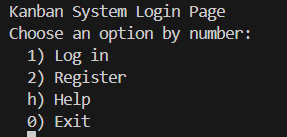 Kanban System Login Page
Choose an option by number:
  1) Log in
  2) Register
  h) Help
  0) Exit